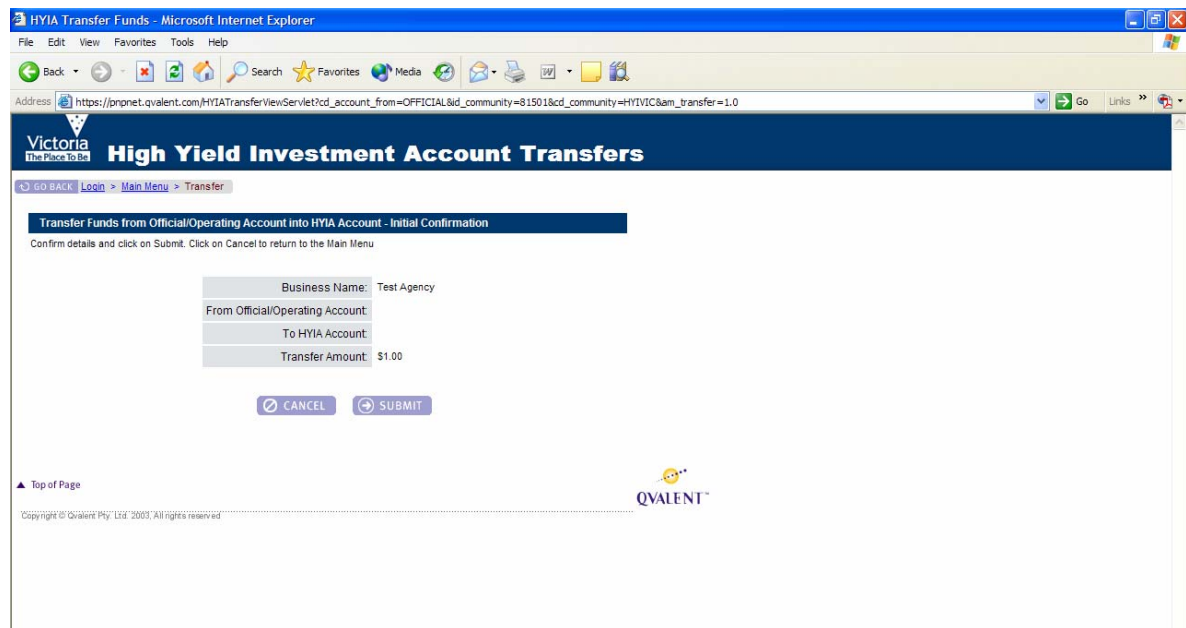 HYIA Transfer Funds - Microsoft Internet Explorer
File Edit View Favorites Tools Help
Back Search Favorites Media
Address https://pnpnet.qvalent.com/HYIATransferViewServlet?cd_account_from=OFFICIAL&id_community=81501&cd_community=HYIVIC&am_transfer=1.0 Go Links »
Victoria
The Place To Be
High Yield Investment Account Transfers
GO BACK Login > Main Menu > Transfer
Transfer Funds from Official/Operating Account into HYIA Account - Initial Confirmation
Confirm details and click on Submit. Click on Cancel to return to the Main Menu
Business Name: Test Agency
From Official/Operating Account:
To HYIA Account:
Transfer Amount: $1.00
CANCEL SUBMIT
Top of Page
QVALENT™
Copyright © Qvalent Pty. Ltd. 2003, All rights reserved